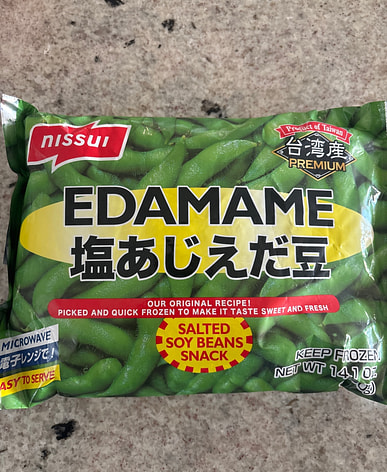 nissui
Product of Taiwan
台湾産
PREMIUM
EDAMAME
塩あじえだ豆
OUR ORIGINAL RECIPE!
PICKED AND QUICK FROZEN TO MAKE IT TASTE SWEET AND FRESH
SALTED
SOY BEANS
SNACK
MICROWAVE
電子レンジで!
EASY TO SERVE
KEEP FROZEN
NET WT 14.1 OZ